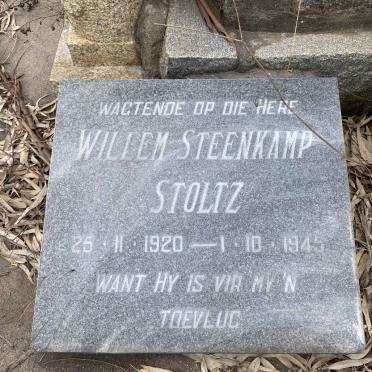 WAGTENDE OP DIE HERE
WILLEM STEENKAMP
STOLTZ
25 · 11 · 1920 — 1 · 10 · 1945
WANT HY IS VIR MY 'N
TOEVLUG